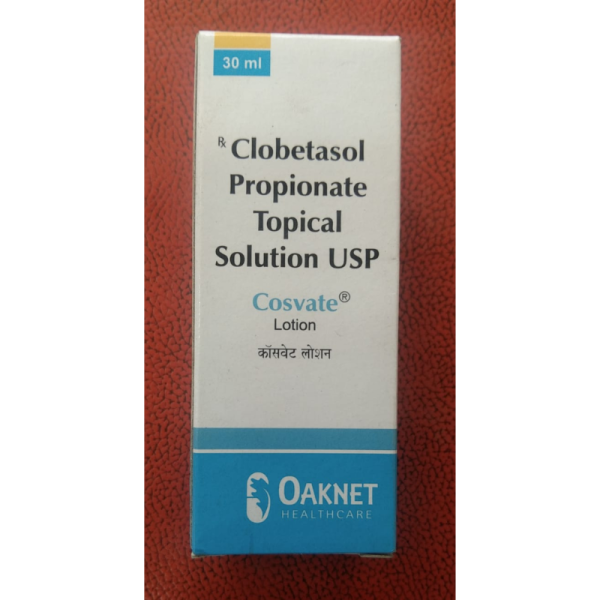 30 ml
℞ Clobetasol
Propionate
Topical
Solution USP
Cosvate®
Lotion
कॉसवेट लोशन
OAKNET
HEALTHCARE